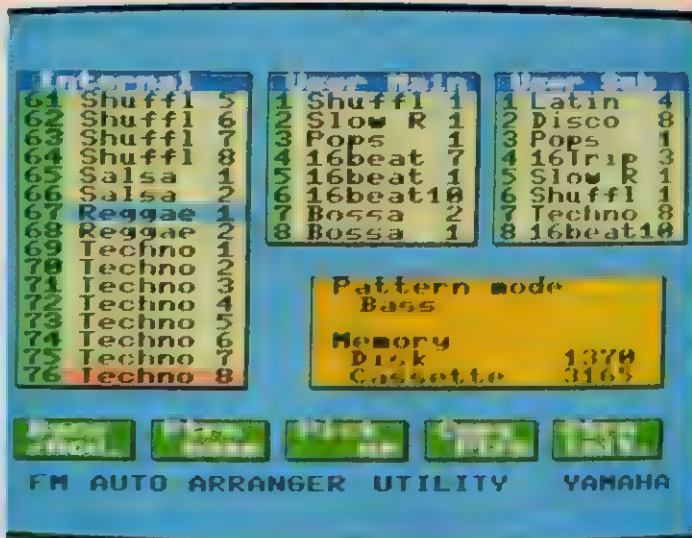 Internal
61 Shuffl 5
62 Shuffl 6
63 Shuffl 7
64 Shuffl 8
65 Salsa 1
66 Salsa 2
67 Reggae 1
68 Reggae 2
69 Techno 1
70 Techno 2
71 Techno 3
72 Techno 4
73 Techno 5
74 Techno 6
75 Techno 7
76 Techno 8
User Main
1 Shuffl 1
2 Slow R 1
3 Pops 1
4 16beat 7
5 16beat 1
6 16beat10
7 Bossa 2
8 Bossa 1
User Sub
1 Latin 4
2 Disco 8
3 Pops 1
4 16Trip 3
5 Slow R 1
6 Shuffl 1
7 Techno 8
8 16beat10
Pattern mode
Bass
Memory
Disk 1370
Cassette 3165
FM AUTO ARRANGER UTILITY YAMAHA